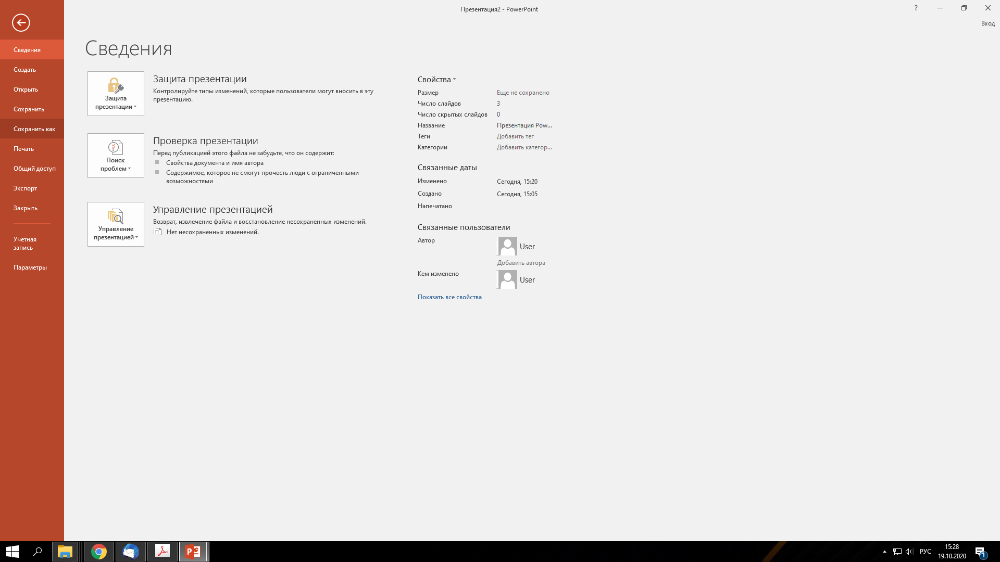 Презентация2 - PowerPoint
?
Вход
Сведения
Создать
Открыть
Сохранить
Сохранить как
Печать
Общий доступ
Экспорт
Закрыть
Учетная
запись
Параметры
Сведения
Защита
презентации
Защита презентации
Контролируйте типы изменений, которые пользователи могут вносить в эту
презентацию.
Поиск
проблем
Проверка презентации
Перед публикацией этого файла не забудьте, что он содержит:
Свойства документа и имя автора
Содержимое, которое не смогут прочесть люди с ограниченными
возможностями
Управление
презентацией
Управление презентацией
Возврат, извлечение файла и восстановление несохраненных изменений.
Нет несохраненных изменений.
Свойства
Размер Еще не сохранено
Число слайдов 3
Число скрытых слайдов 0
Название Презентация Pow...
Теги Добавить тег
Категории Добавить категор...
Связанные даты
Изменено Сегодня, 15:20
Создано Сегодня, 15:05
Напечатано
Связанные пользователи
Автор User
Добавить автора
Кем изменено User
Показать все свойства
РУС
15:28
19.10.2020
1